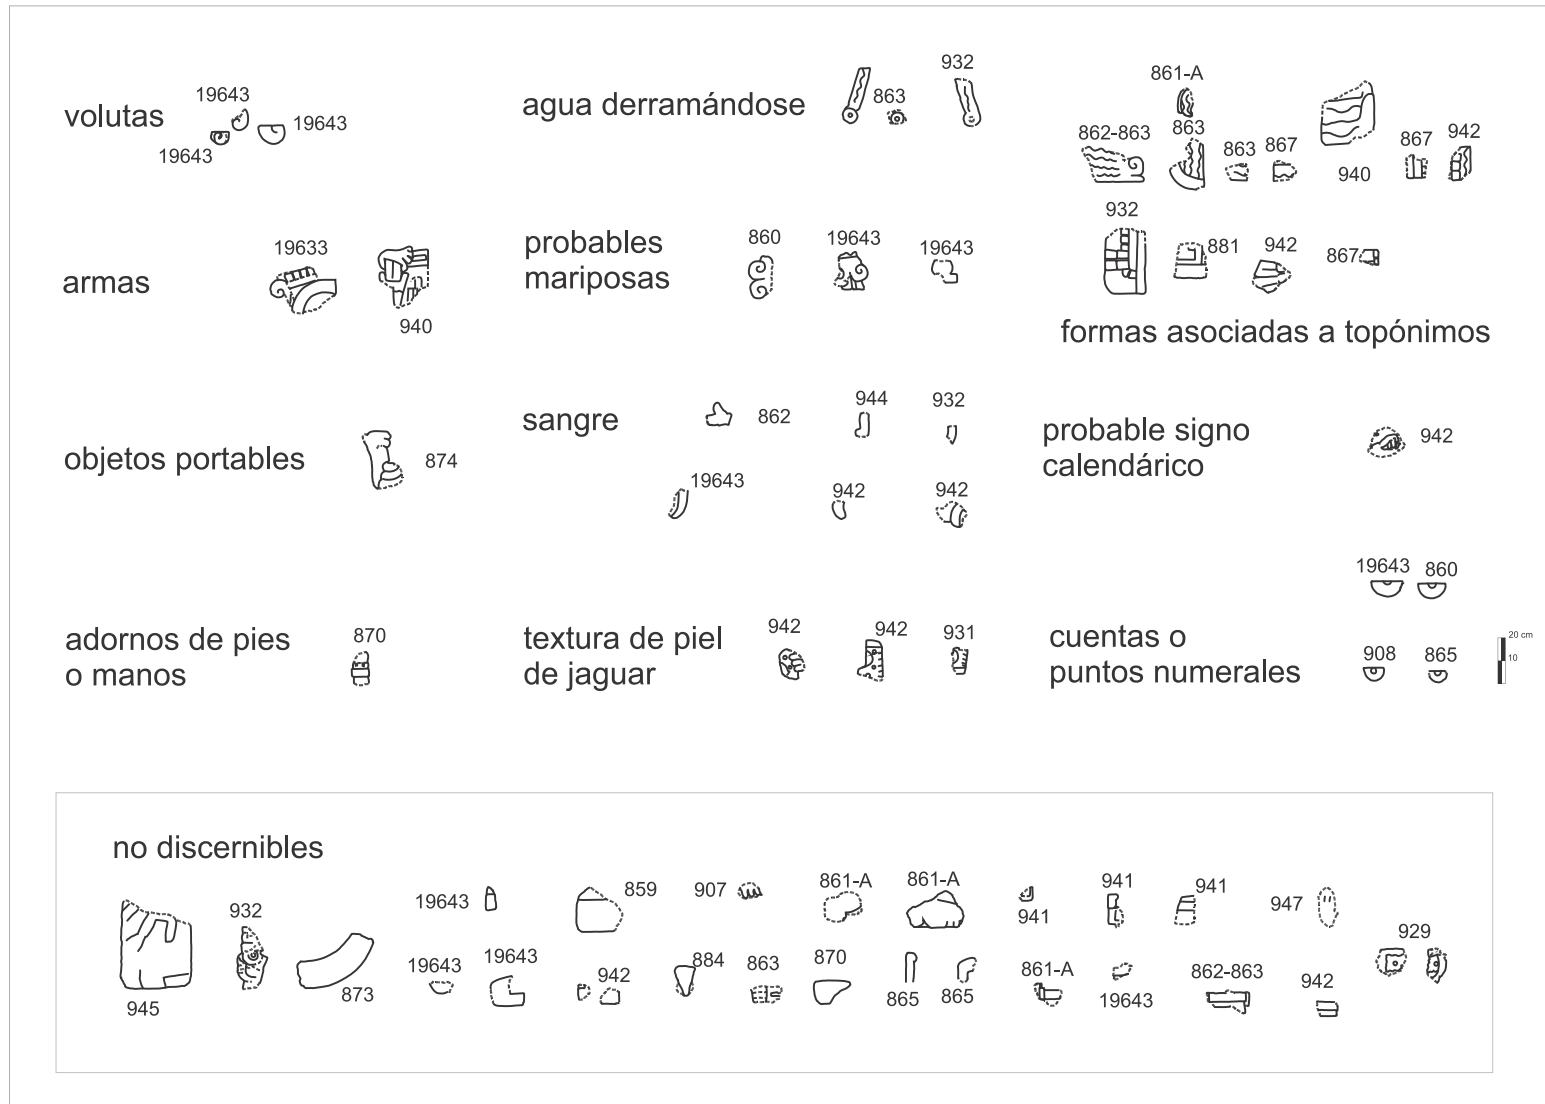 volutas
19643
19643
19643
agua derramándose
863
932
861-A
862-863
863
863
867
940
867
942
932
881
942
867
formas asociadas a topónimos
armas
19633
940
probables
mariposas
860
19643
19643
objetos portables
874
sangre
862
944
932
19643
942
942
probable signo
calendárico
942
adornos de pies
o manos
870
textura de piel
de jaguar
942
942
931
cuentas o
puntos numerales
19643
860
908
865
20 cm
10
no discernibles
945
932
873
19643
859
907
861-A
861-A
941
941
941
947
929
19643
19643
942
884
863
870
865
865
861-A
19643
862-863
942